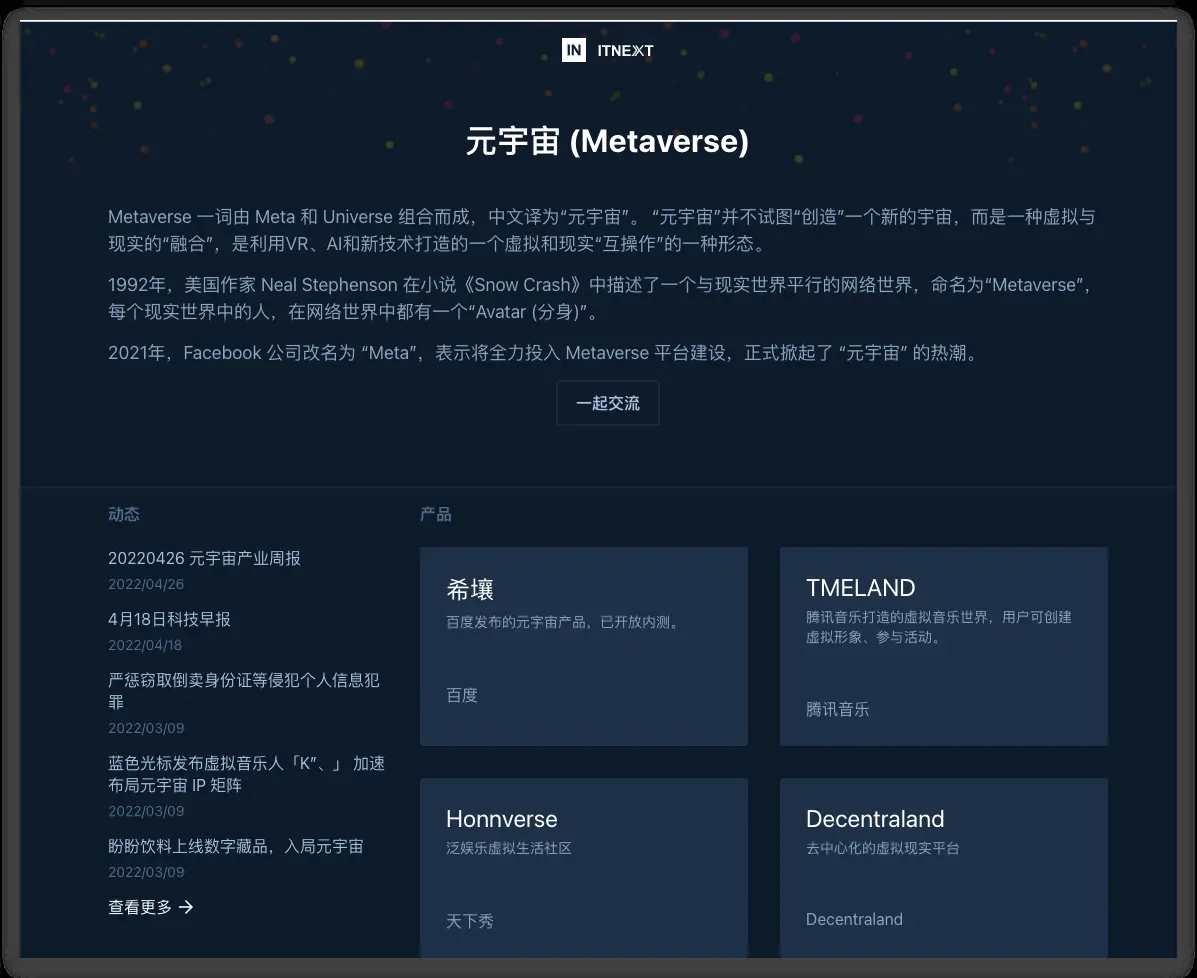 IN ITNEXT
元宇宙 (Metaverse)
Metaverse 一词由 Meta 和 Universe 组合而成，中文译为“元宇宙”。 “元宇宙”并不试图“创造”一个新的宇宙，而是一种虚拟与
现实的“融合”，是利用VR、AI和新技术打造的一个虚拟和现实“互操作”的一种形态。
1992年，美国作家 Neal Stephenson 在小说《Snow Crash》中描述了一个与现实世界平行的网络世界，命名为“Metaverse”，
每个现实世界中的人，在网络世界中都有一个“Avatar (分身)”。
2021年，Facebook 公司改名为 “Meta”，表示将全力投入 Metaverse 平台建设，正式掀起了 “元宇宙” 的热潮。
一起交流
动态
20220426 元宇宙产业周报
2022/04/26
4月18日科技早报
2022/04/18
严惩窃取倒卖身份证等侵犯个人信息犯
罪
2022/03/09
蓝色光标发布虚拟音乐人「K”、」 加速
布局元宇宙 IP 矩阵
2022/03/09
盼盼饮料上线数字藏品，入局元宇宙
2022/03/09
查看更多 →
产品
希壤
百度发布的元宇宙产品，已开放内测。
百度
TMELAND
腾讯音乐打造的虚拟音乐世界，用户可创建
虚拟形象、参与活动。
腾讯音乐
Honnverse
泛娱乐虚拟生活社区
天下秀
Decentraland
去中心化的虚拟现实平台
Decentraland